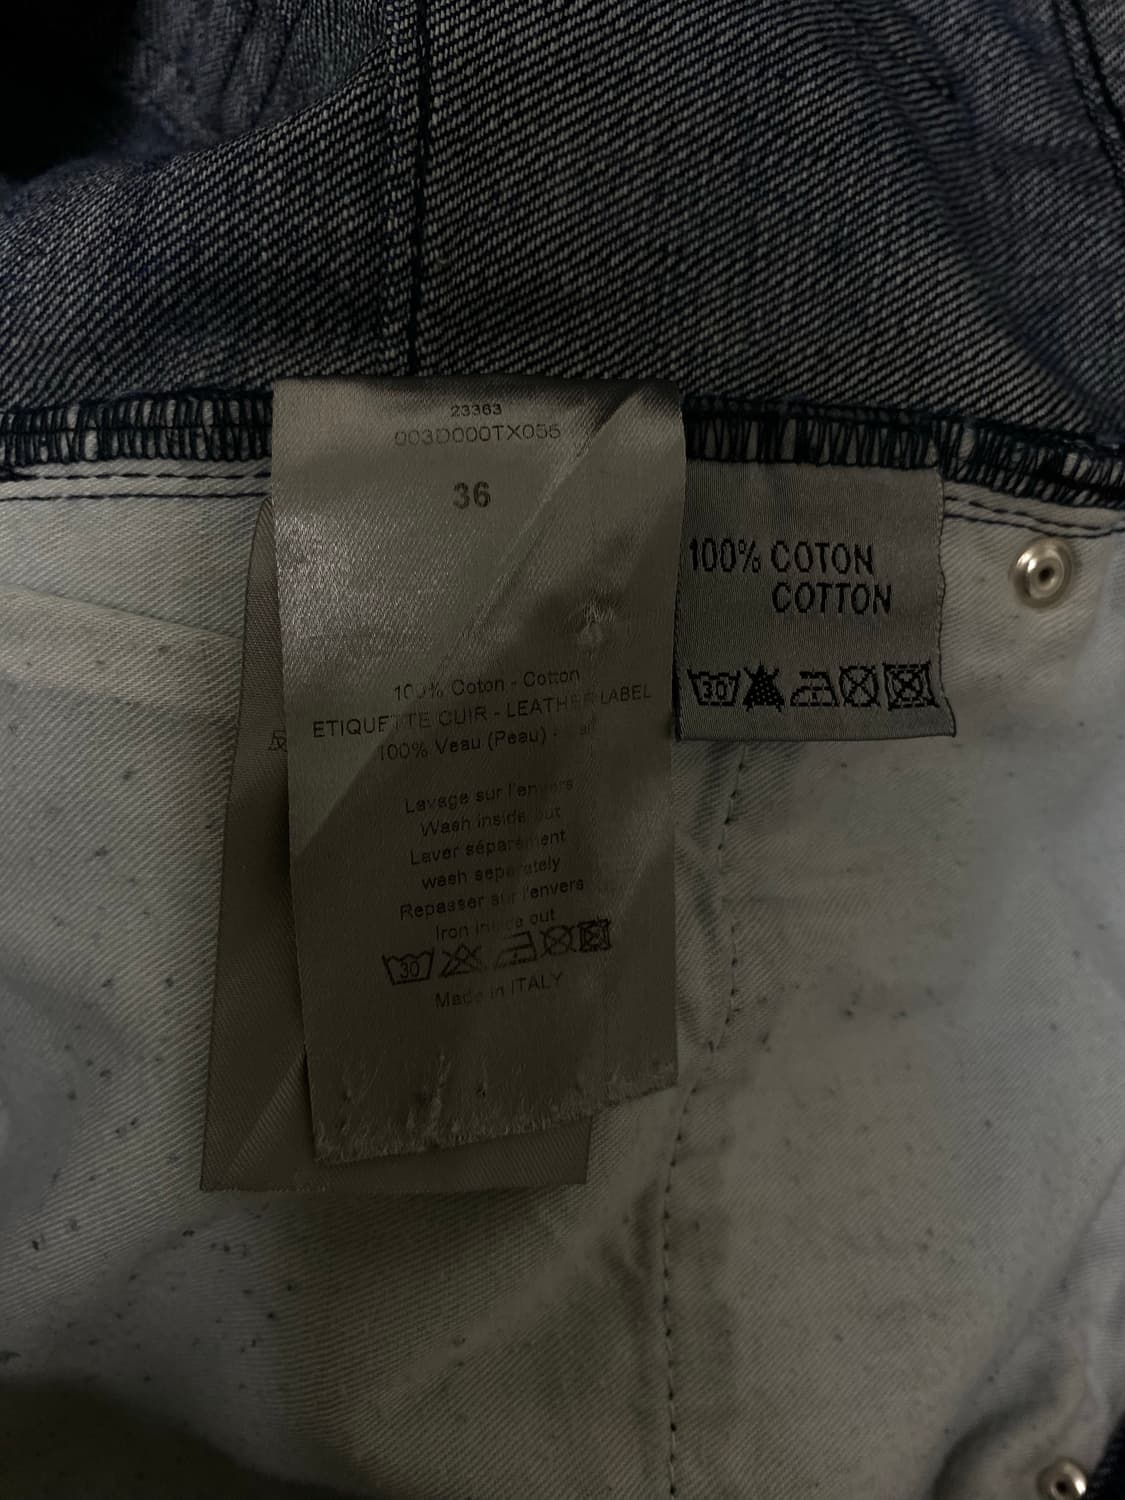 23363
003D000TX055
36
100% Coton - Cotton
ETIQUETTE CUIR - LEATHER LABEL
100% Veau (Peau) -
Lavage sur l'envers
Wash inside out
Laver séparément
wash separately
Repasser sur l'envers
Iron inside out
30
Made in ITALY
100% COTON
COTTON
30